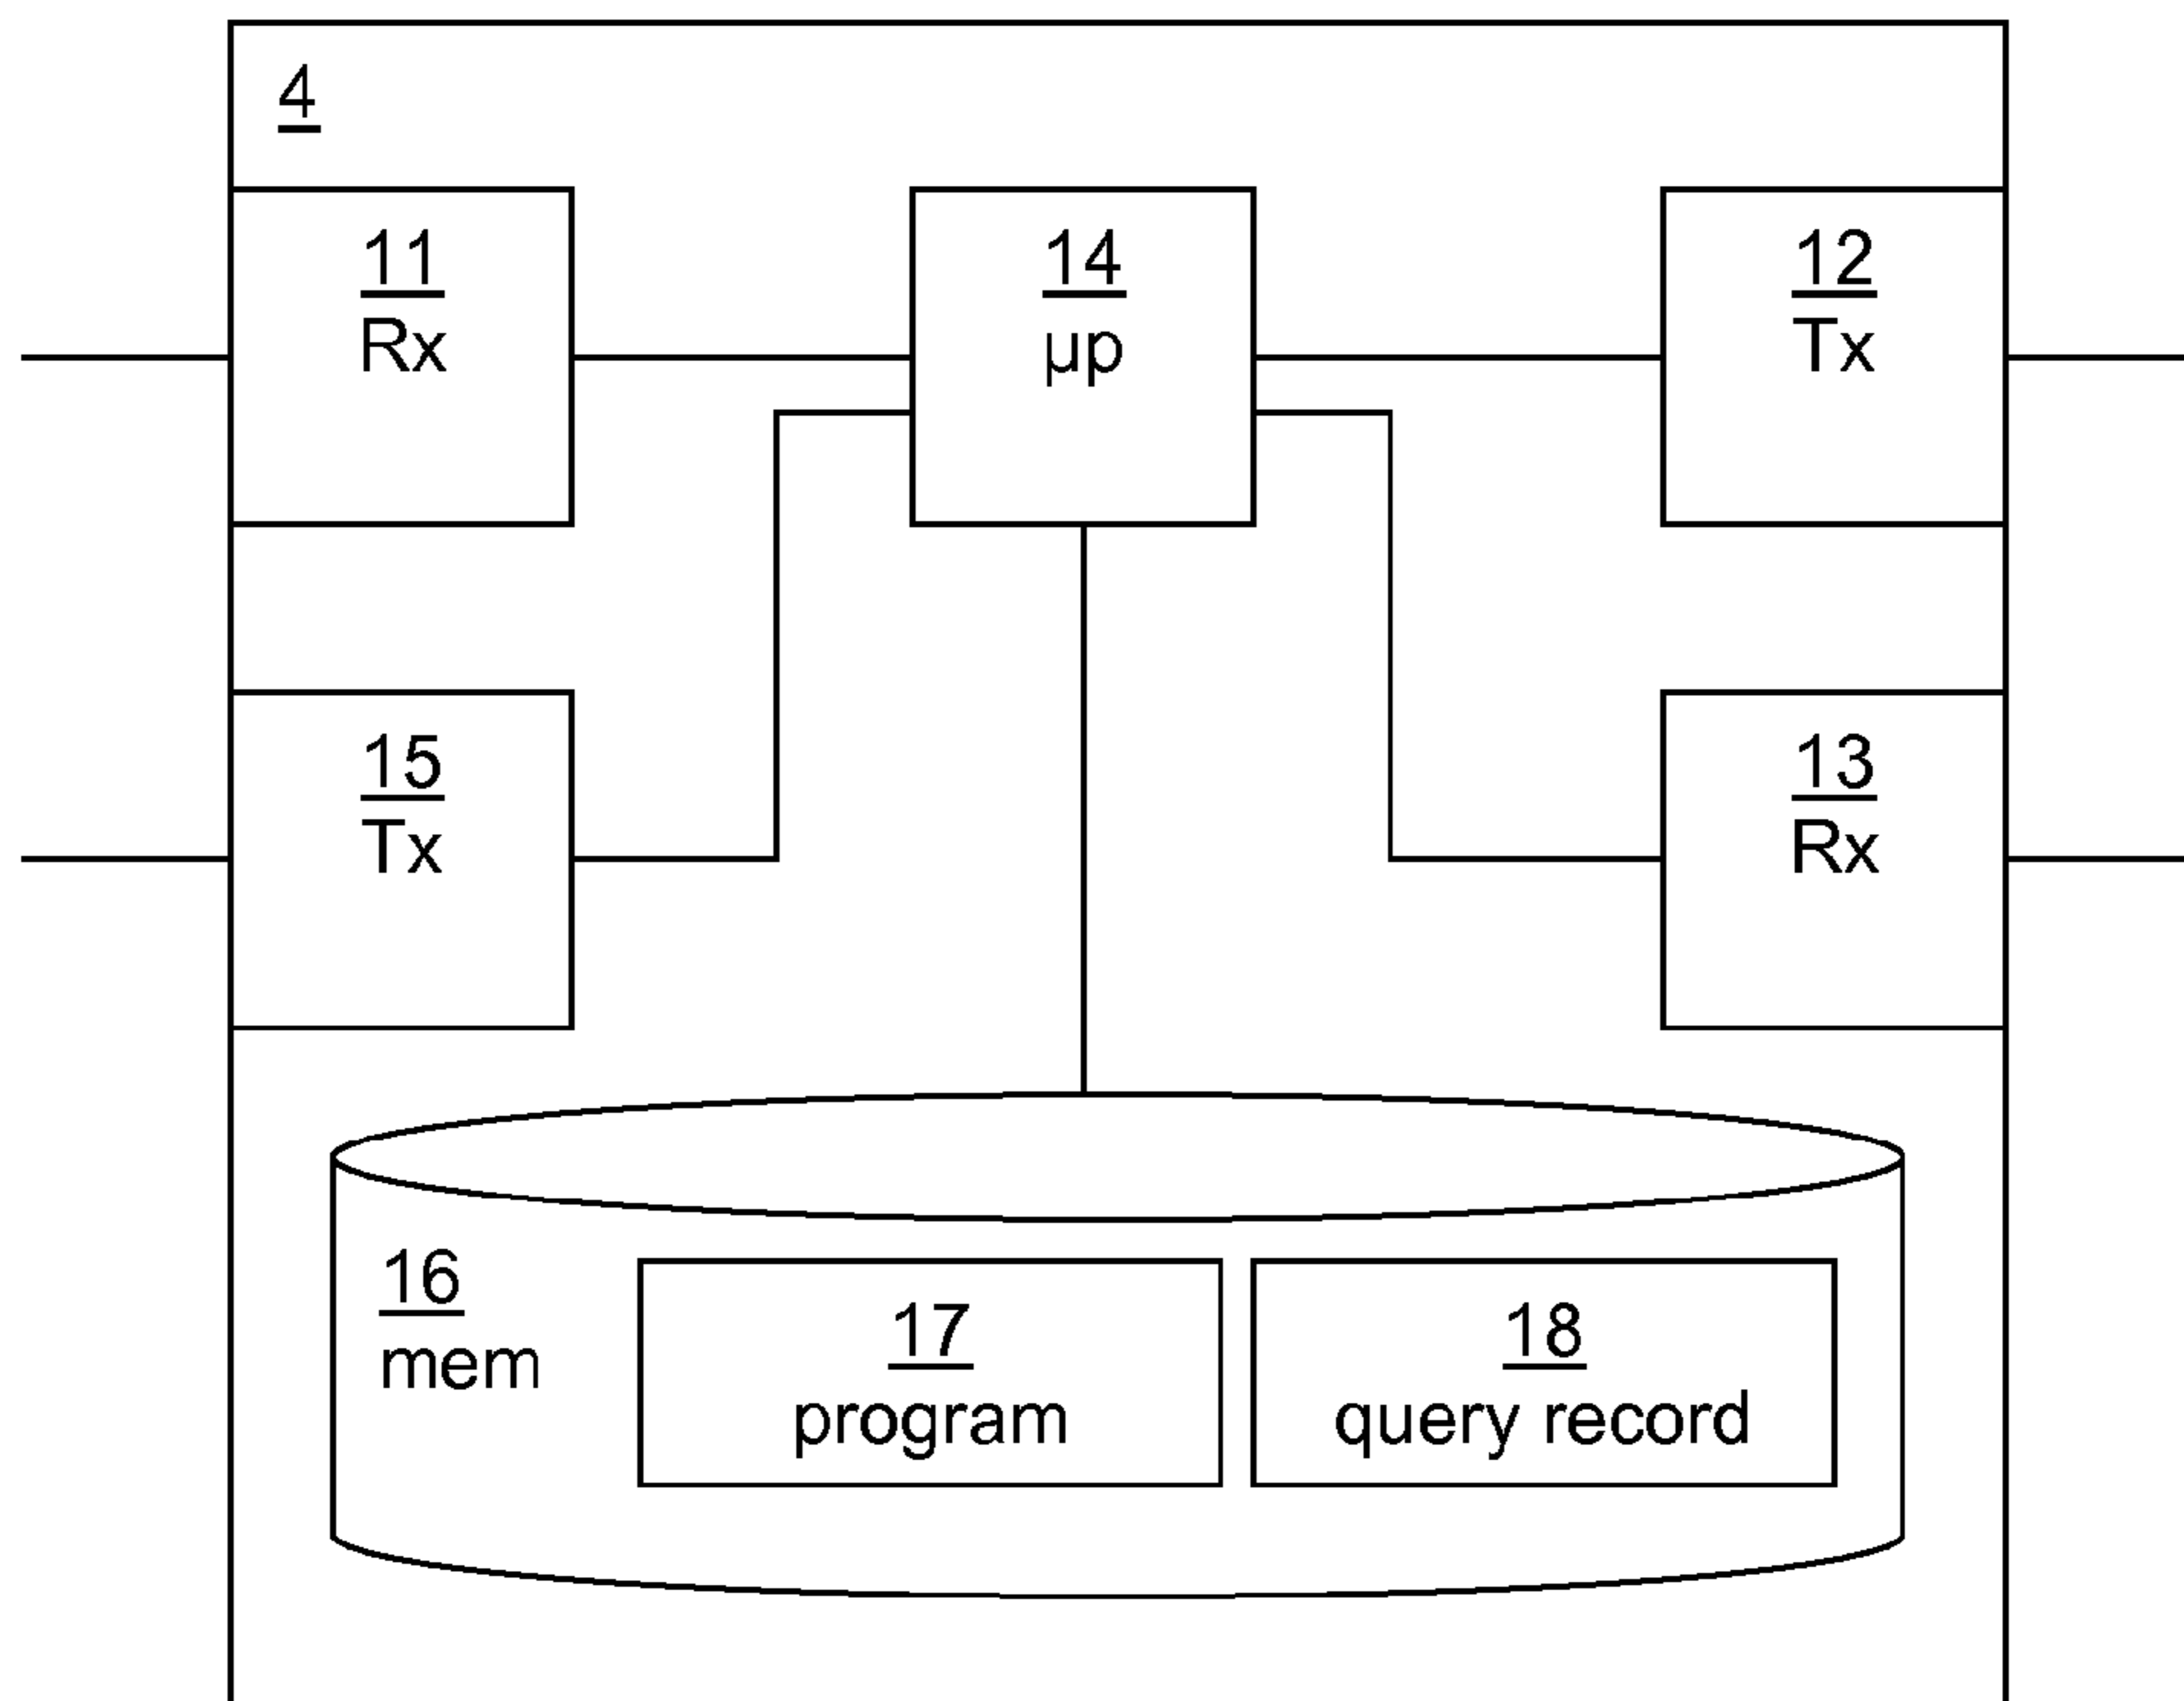 4
11
Rx
14
μp
12
Tx
15
Tx
13
Rx
16
mem
17
program
18
query record